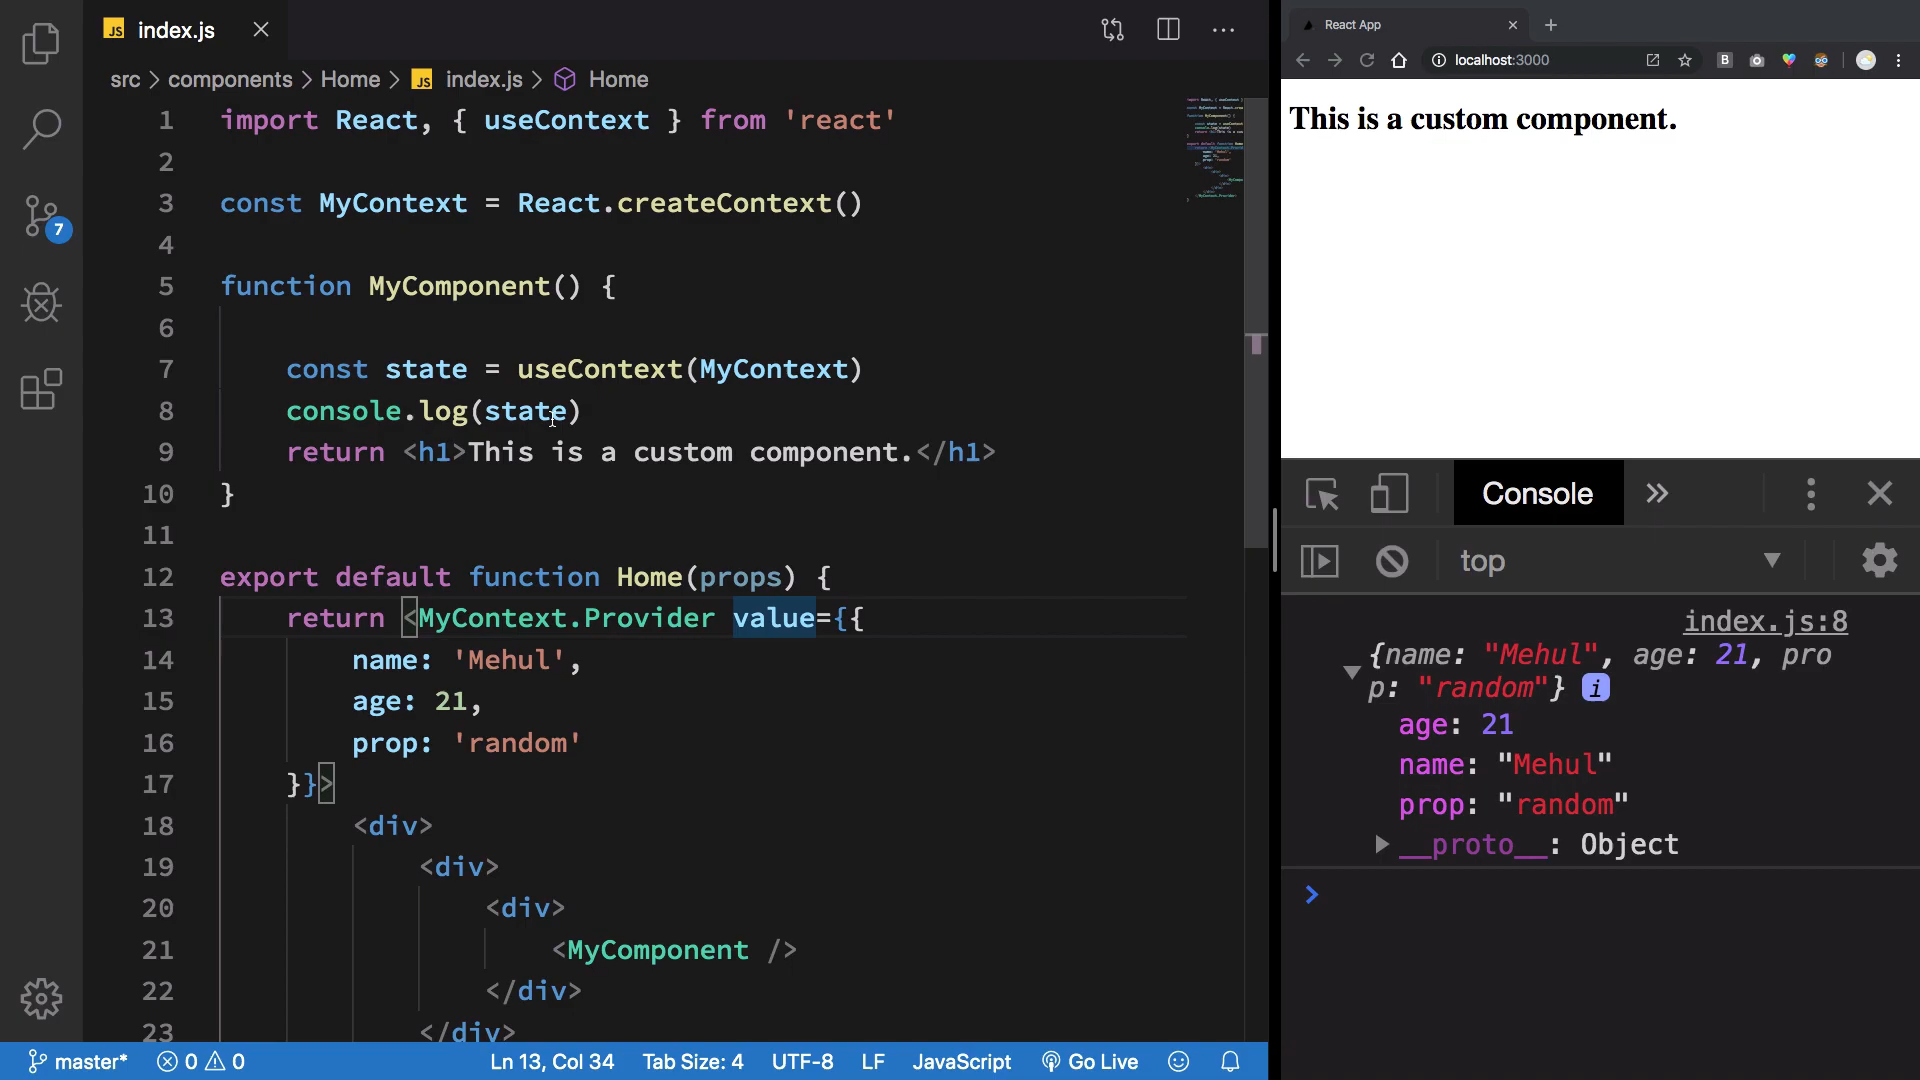 JS index.js
src > components > Home > JS index.js > Home
1 import React, { useContext } from 'react'
2
3 const MyContext = React.createContext()
4
5 function MyComponent() {
6
7 const state = useContext(MyContext)
8 console.log(state)
9 return <h1>This is a custom component.</h1>
10 }
11
12 export default function Home(props) {
13 return <MyContext.Provider value={{
14 name: 'Mehul',
15 age: 21,
16 prop: 'random'
17 }}>
18 <div>
19 <div>
20 <div>
21 <MyComponent />
22 </div>
23 </div>
7
master* 0 0 Ln 13, Col 34 Tab Size: 4 UTF-8 LF JavaScript Go Live
React App
localhost:3000
B
This is a custom component.
Console
top
index.js:8
{name: "Mehul", age: 21, pro
p: "random"} i
age: 21
name: "Mehul"
prop: "random"
__proto__: Object